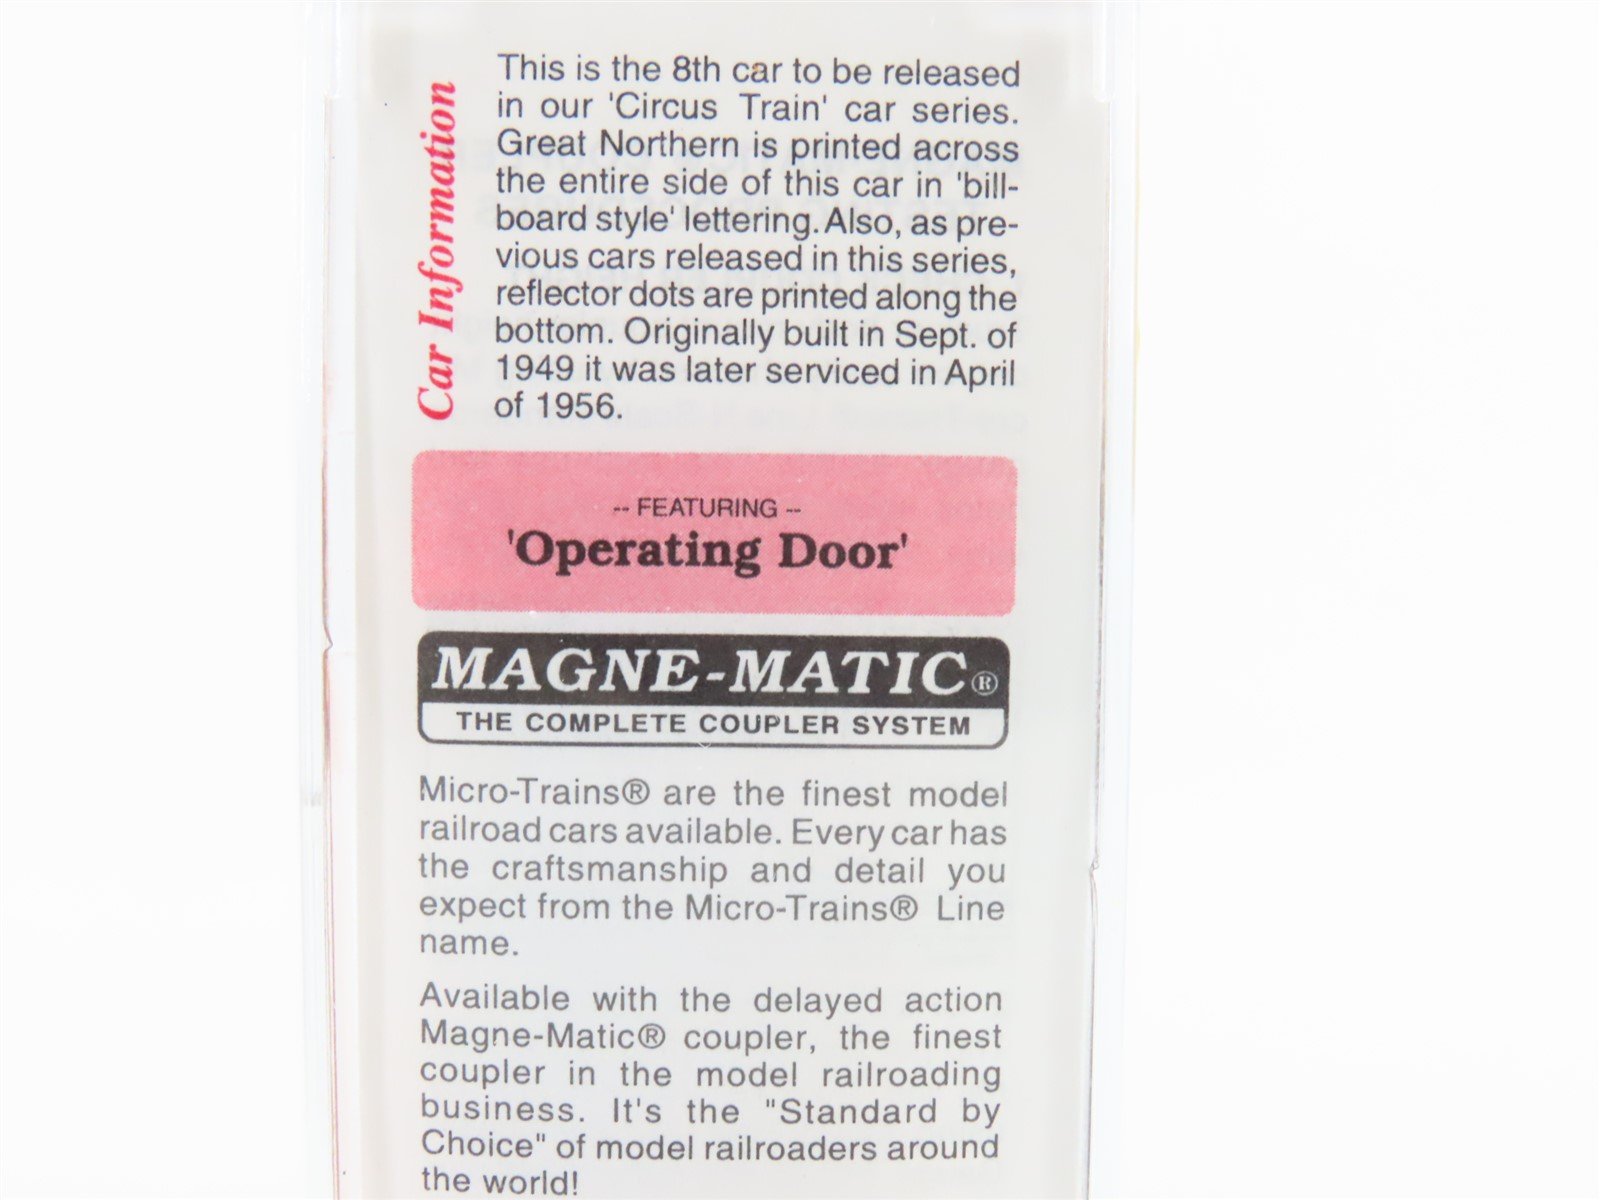 Car Information
This is the 8th car to be released
in our 'Circus Train' car series.
Great Northern is printed across
the entire side of this car in 'bill-
board style' lettering. Also, as pre-
vious cars released in this series,
reflector dots are printed along the
bottom. Originally built in Sept. of
1949 it was later serviced in April
of 1956.
-- FEATURING --
'Operating Door'
MAGNE-MATIC®
THE COMPLETE COUPLER SYSTEM
Micro-Trains® are the finest model
railroad cars available. Every car has
the craftsmanship and detail you
expect from the Micro-Trains® Line
name.
Available with the delayed action
Magne-Matic® coupler, the finest
coupler in the model railroading
business. It's the "Standard by
Choice" of model railroaders around
the world!